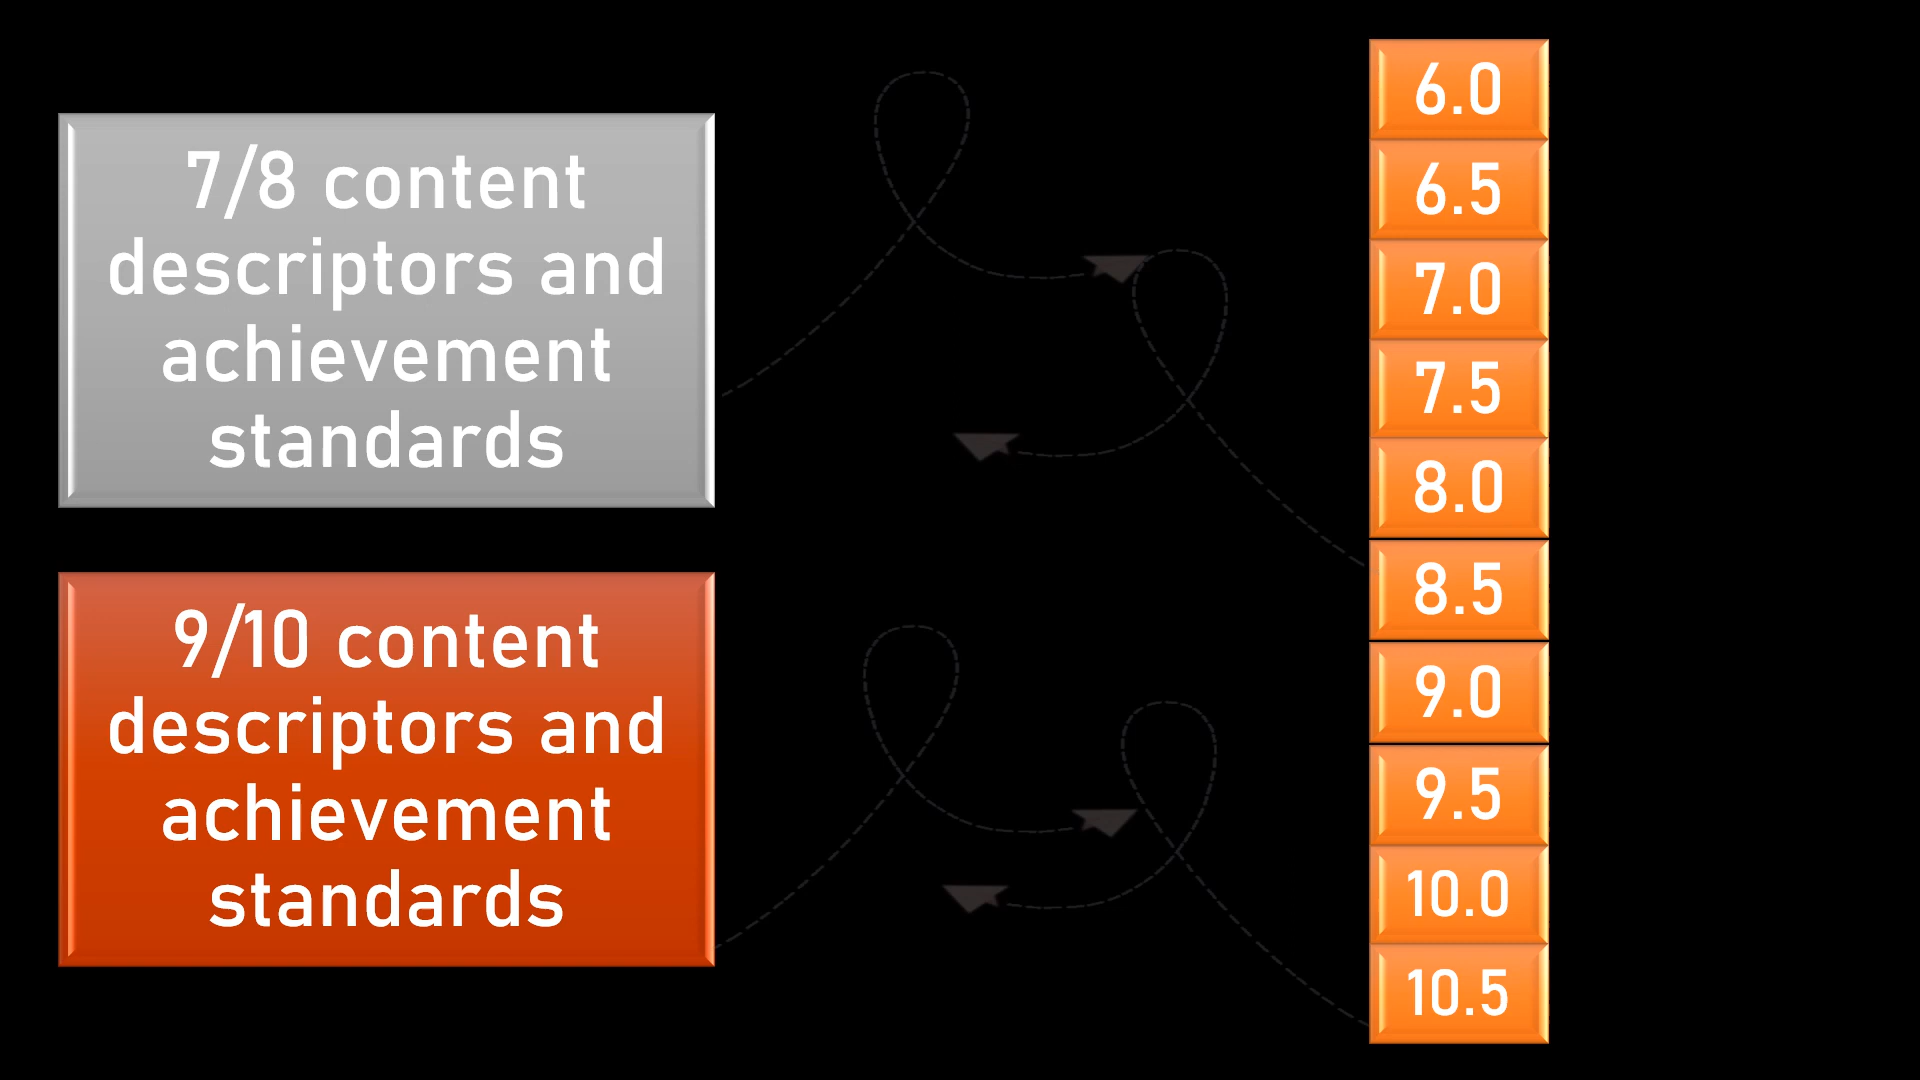 7/8 content
descriptors and
achievement
standards
9/10 content
descriptors and
achievement
standards
6.0
6.5
7.0
7.5
8.0
8.5
9.0
9.5
10.0
10.5